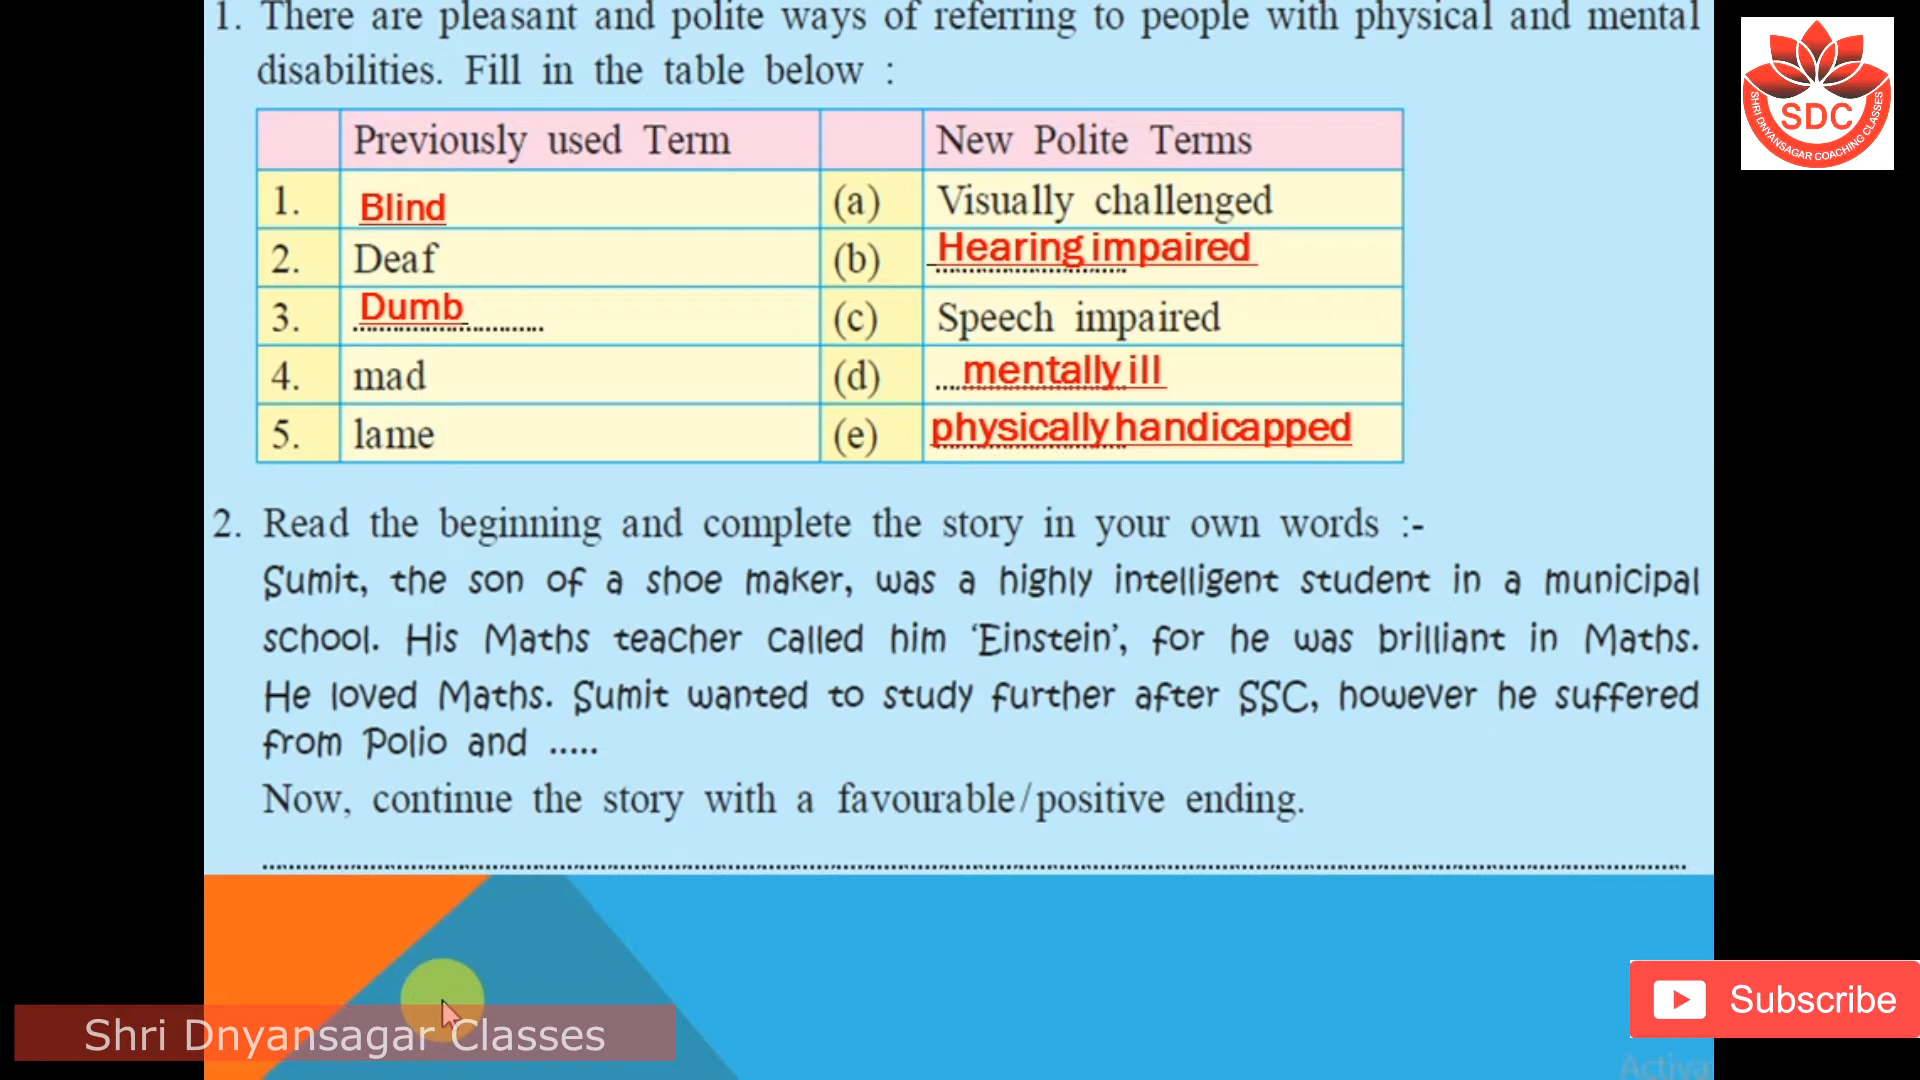 1. There are pleasant and polite ways of referring to people with physical and mental
disabilities. Fill in the table below :
Previously used Term New Polite Terms
1. Blind (a) Visually challenged
2. Deaf (b) Hearing impaired
3. Dumb (c) Speech impaired
4. mad (d) mentally ill
5. lame (e) physically handicapped
2. Read the beginning and complete the story in your own words :-
Sumit, the son of a shoe maker, was a highly intelligent student in a municipal
school. His Maths teacher called him ‘Einstein’, for he was brilliant in Maths.
He loved Maths. Sumit wanted to study further after SSC, however he suffered
from Polio and .....
Now, continue the story with a favourable/positive ending.
SDC
SHRI DNYANSAGAR COACHING CLASSES
Shri Dnyansagar Classes
Subscribe
Activa